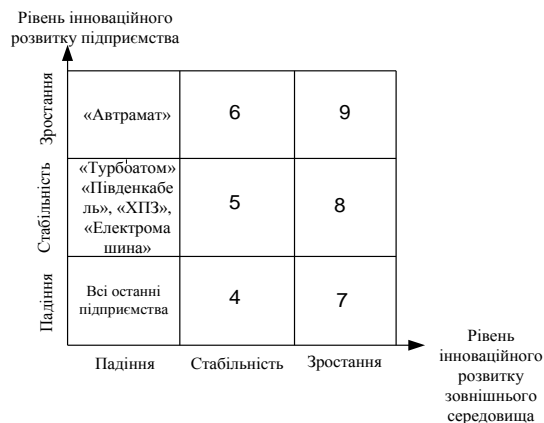 Рівень інноваційного
розвитку підприємства
Зростання
«Автрамат»
6
9
Стабільність
«Турбоатом»
«Південкабе
ль», «ХПЗ»,
«Електрома
шина»
5
8
Падіння
Всі останні
підприємства
4
7
Падіння
Стабільність
Зростання
Рівень
інноваційного
розвитку
зовнішнього
середовища